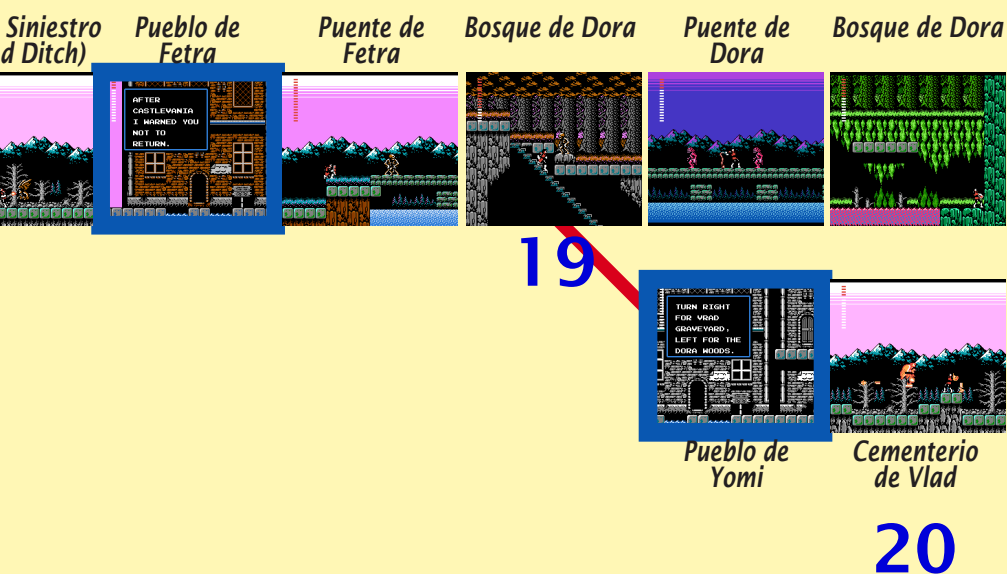 Siniestro
d Ditch)
Pueblo de
Fetra
Puente de
Fetra
Bosque de Dora
Puente de
Dora
Bosque de Dora
AFTER
CASTLEVANIA
I WARNED YOU
NOT TO
RETURN.
19
TURN RIGHT
FOR VRAD
GRAVEYARD,
LEFT FOR THE
DORA WOODS.
Pueblo de
Yomi
Cementerio
de Vlad
20